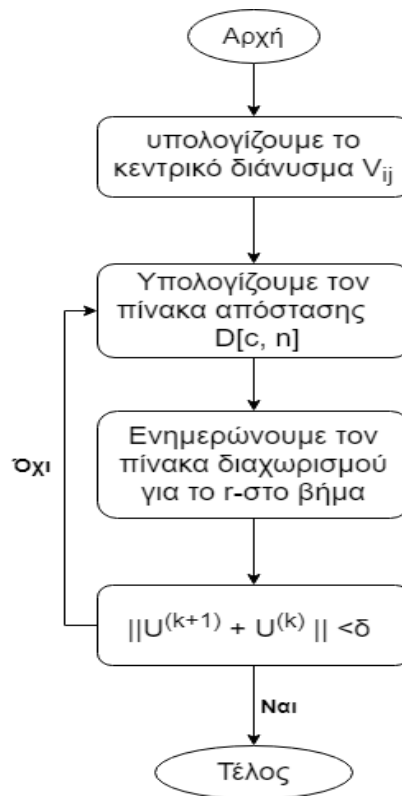 Αρχή
υπολογίζουμε το
κεντρικό διάνυσμα V_ij
Υπολογίζουμε τον
πίνακα απόστασης
D[c, n]
Ενημερώνουμε τον
πίνακα διαχωρισμού
για το r-στο βήμα
Όχι
||U^(k+1) + U^(k) || <δ
Ναι
Τέλος